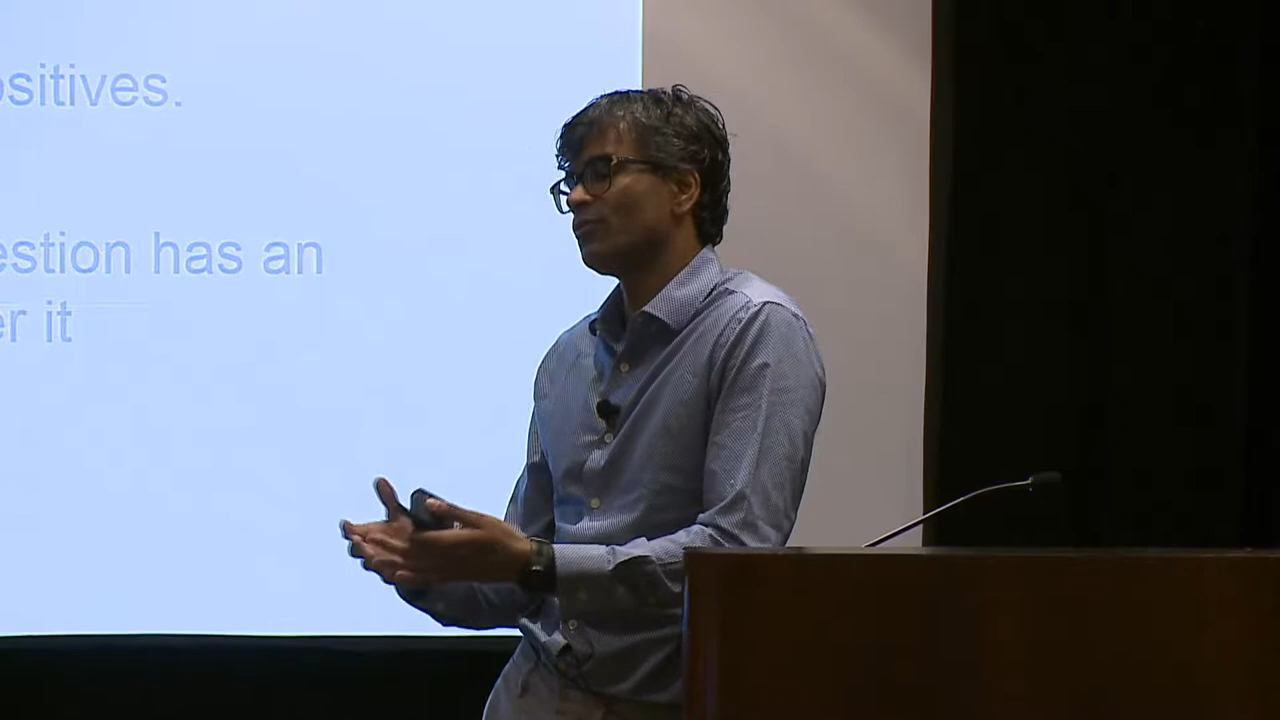 ositives.
estion has an
er it